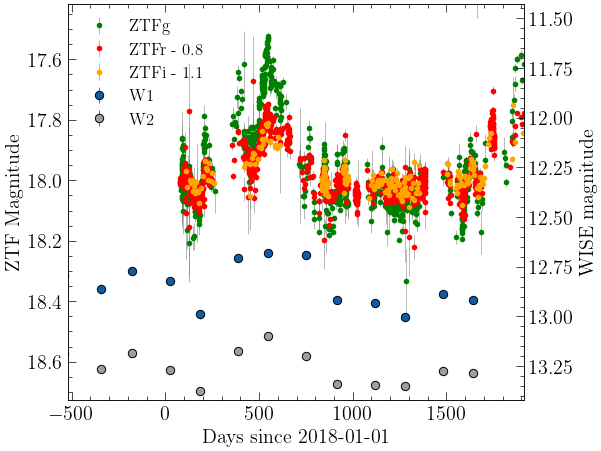 ZTFg
ZTFr - 0.8
ZTFi - 1.1
W1
W2
17.6
17.8
18.0
18.2
18.4
18.6
ZTF Magnitude
11.50
11.75
12.00
12.25
12.50
12.75
13.00
13.25
WISE magnitude
−500 0 500 1000 1500
Days since 2018-01-01